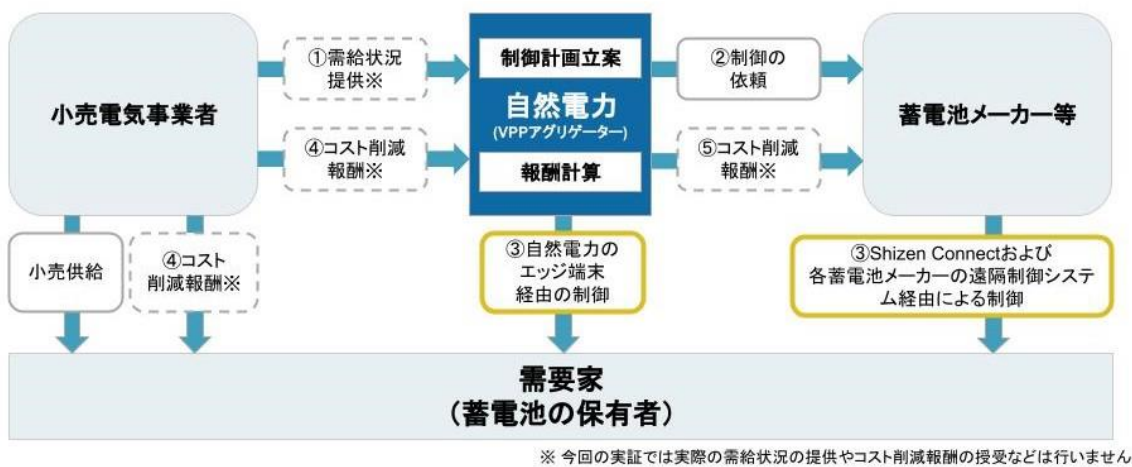 小売電気事業者
①需給状況
提供※
④コスト削減
報酬※
制御計画立案
自然電力
(VPPアグリゲーター)
報酬計算
②制御の
依頼
⑤コスト削減
報酬※
蓄電池メーカー等
小売供給
④コスト
削減報酬※
③自然電力の
エッジ端末
経由の制御
③Shizen Connectおよび
各蓄電池メーカーの遠隔制御システ
ム経由による制御
需要家
（蓄電池の保有者）
※ 今回の実証では実際の需給状況の提供やコスト削減報酬の授受などは行いません